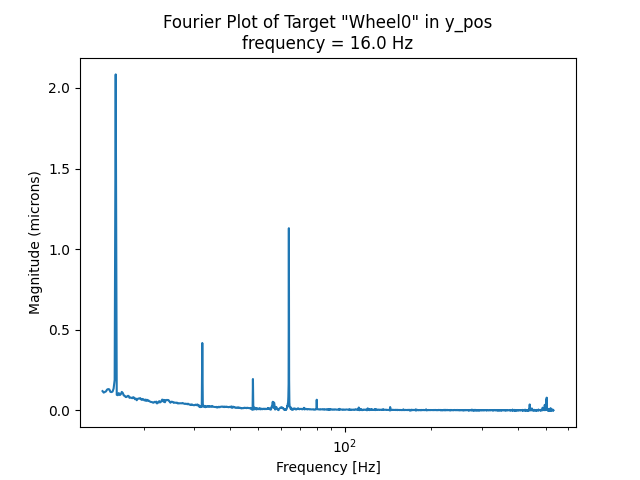 Fourier Plot of Target "Wheel0" in y_pos
frequency = 16.0 Hz
Magnitude (microns)
2.0
1.5
1.0
0.5
0.0
10²
Frequency [Hz]